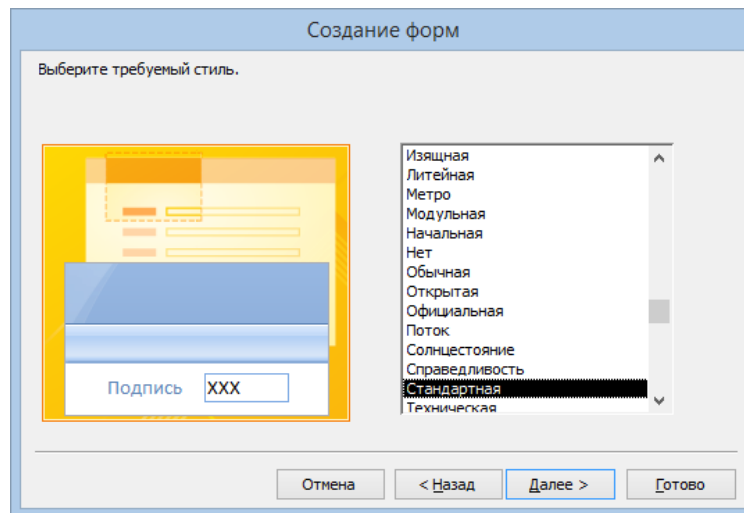 Создание форм
Выберите требуемый стиль.
Изящная
Литейная
Метро
Модульная
Начальная
Нет
Обычная
Открытая
Официальная
Поток
Солнцестояние
Справедливость
Стандартная
Техническая
Подпись XXX
Отмена < Назад Далее > Готово